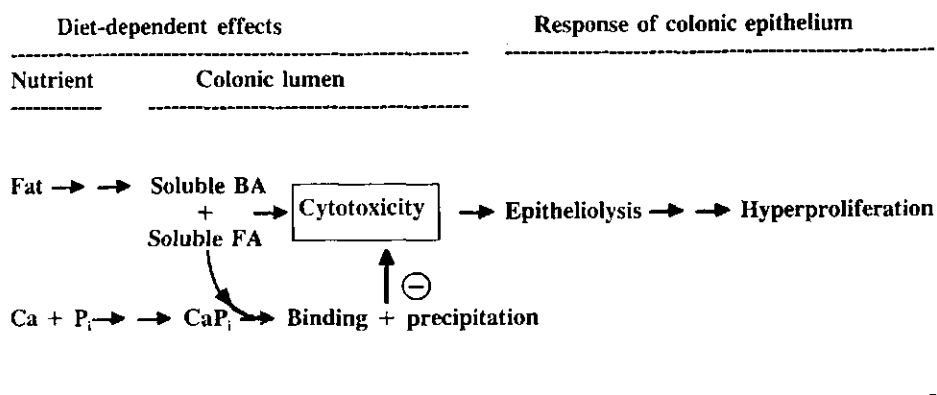 Diet-dependent effects Response of colonic epithelium
Nutrient Colonic lumen
Fat → → Soluble BA
+ → Cytotoxicity → Epitheliolysis → → Hyperproliferation
Soluble FA
⊖
Ca + Pi → → CaPi → Binding + precipitation